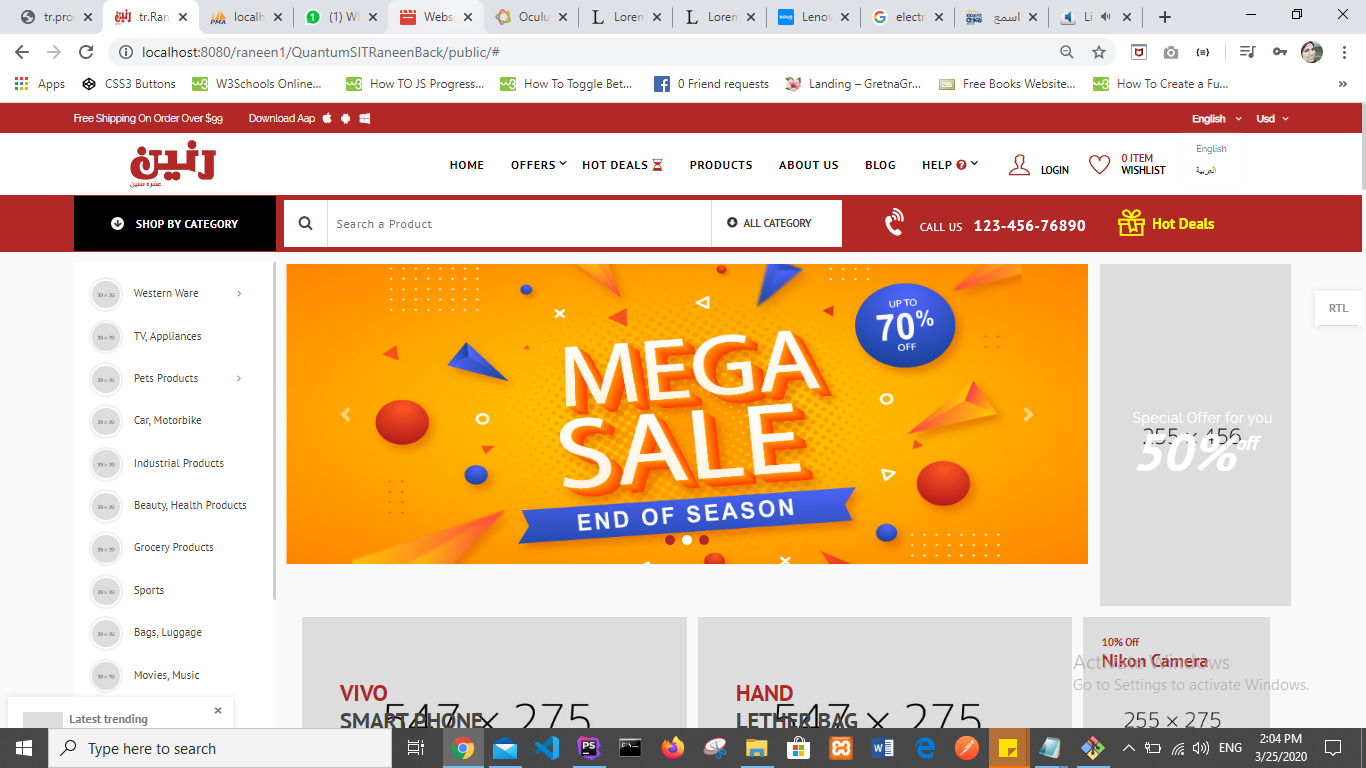 tr.pro
tr.Ran
localh
(1) W
Webs
Ocul
Loren
Loren
Lenov
electr
اسمع
Li
localhost:8080/raneen1/QuantumSITRaneenBack/public/#
Apps
CSS3 Buttons
W3Schools Online...
How TO JS Progress...
How To Toggle Bet...
0 Friend requests
Landing – GretnaGr...
Free Books Website...
How To Create a Fu...
Free Shipping On Order Over $99
Download Aap
English
Usd
رنين
عشرة سنين
HOME
OFFERS
HOT DEALS
PRODUCTS
ABOUT US
BLOG
HELP
LOGIN
0 ITEM
WISHLIST
English
العربية
SHOP BY CATEGORY
Search a Product
ALL CATEGORY
CALL US 123-456-76890
Hot Deals
Western Ware
TV, Appliances
Pets Products
Car, Motorbike
Industrial Products
Beauty, Health Products
Grocery Products
Sports
Bags, Luggage
Movies, Music
UP TO
70%
OFF
MEGA
SALE
END OF SEASON
RTL
Special Offer for you
255 x 456
50% off
VIVO
SMART PHONE
547 × 275
HAND
LETHER BAG
547 × 275
10% Off
Nikon Camera
255 × 275
Activate Windows
Go to Settings to activate Windows.
Latest trending
Type here to search
ENG
2:04 PM
3/25/2020